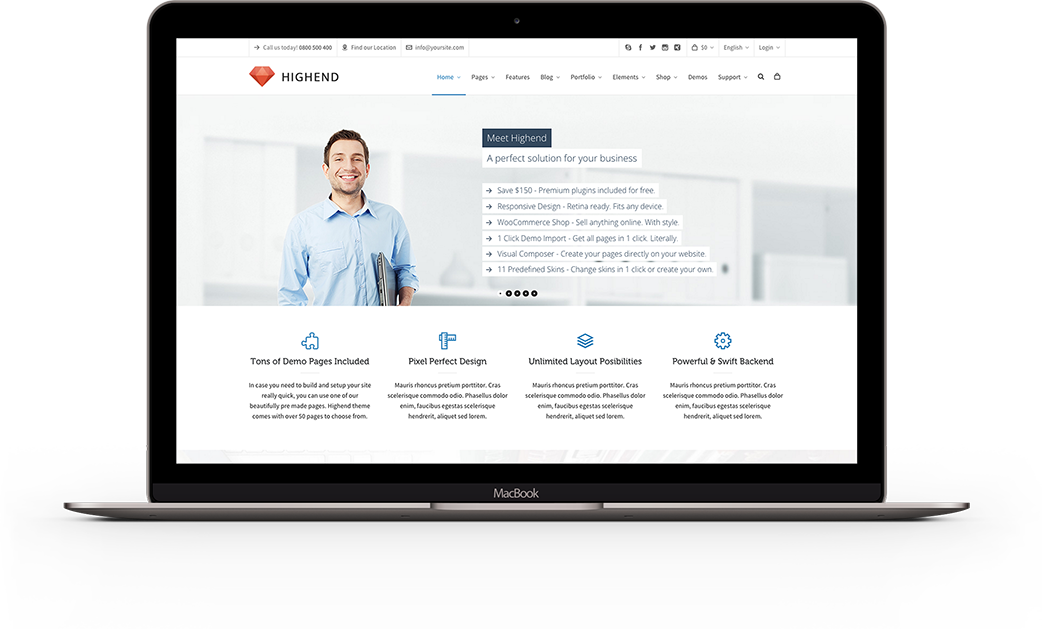 Call us today! 0800 500 400
Find our Location
info@yoursite.com
$0
English
Login
HIGHEND
Home
Pages
Features
Blog
Portfolio
Elements
Shop
Demos
Support
Meet Highend
A perfect solution for your business
Save $150 - Premium plugins included for free.
Responsive Design - Retina ready. Fits any device.
WooCommerce Shop - Sell anything online. With style.
1 Click Demo Import - Get all pages in 1 click. Literally.
Visual Composer - Create your pages directly on your website.
11 Predefined Skins - Change skins in 1 click or create your own.
Tons of Demo Pages Included
In case you need to build and setup your site
really quick, you can use one of our
beautifully pre made pages. Highend theme
comes with over 50 pages to choose from.
Pixel Perfect Design
Mauris rhoncus pretium porttitor. Cras
scelerisque commodo odio. Phasellus dolor
enim, faucibus egestas scelerisque
hendrerit, aliquet sed lorem.
Unlimited Layout Posibilities
Mauris rhoncus pretium porttitor. Cras
scelerisque commodo odio. Phasellus dolor
enim, faucibus egestas scelerisque
hendrerit, aliquet sed lorem.
Powerful & Swift Backend
Mauris rhoncus pretium porttitor. Cras
scelerisque commodo odio. Phasellus dolor
enim, faucibus egestas scelerisque
hendrerit, aliquet sed lorem.
MacBook